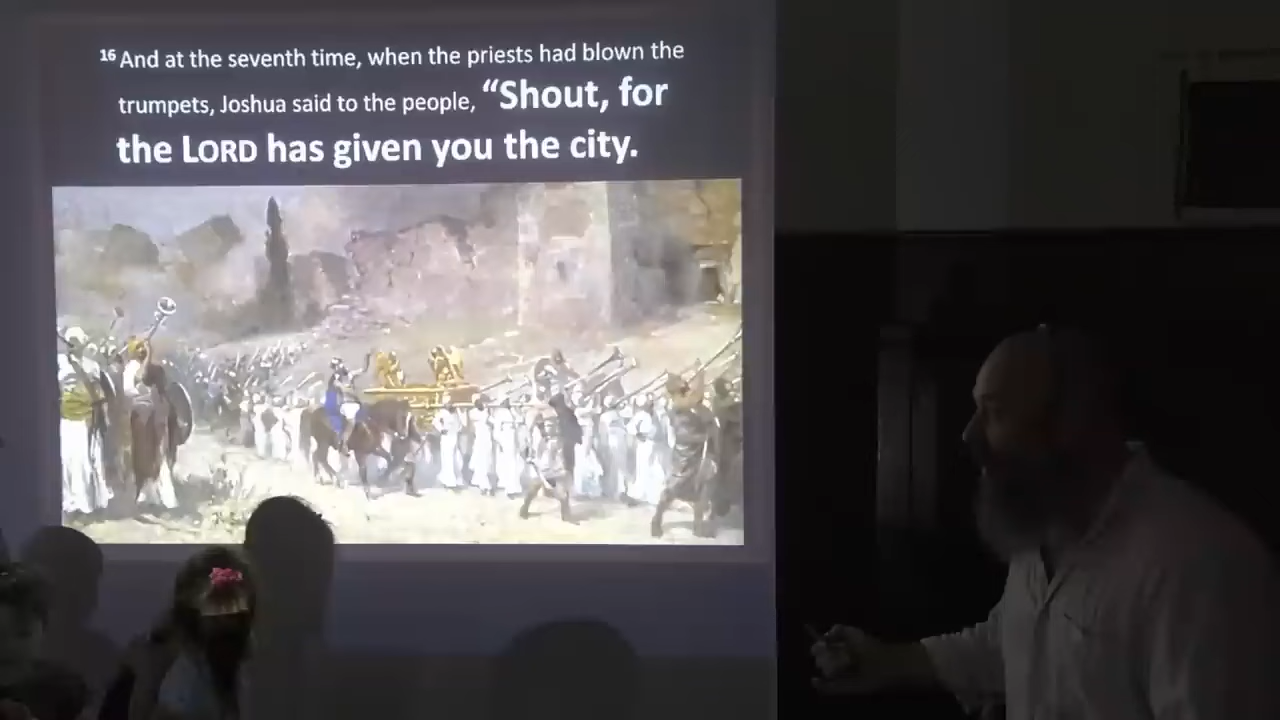 16 And at the seventh time, when the priests had blown the
trumpets, Joshua said to the people, “Shout, for
the LORD has given you the city.